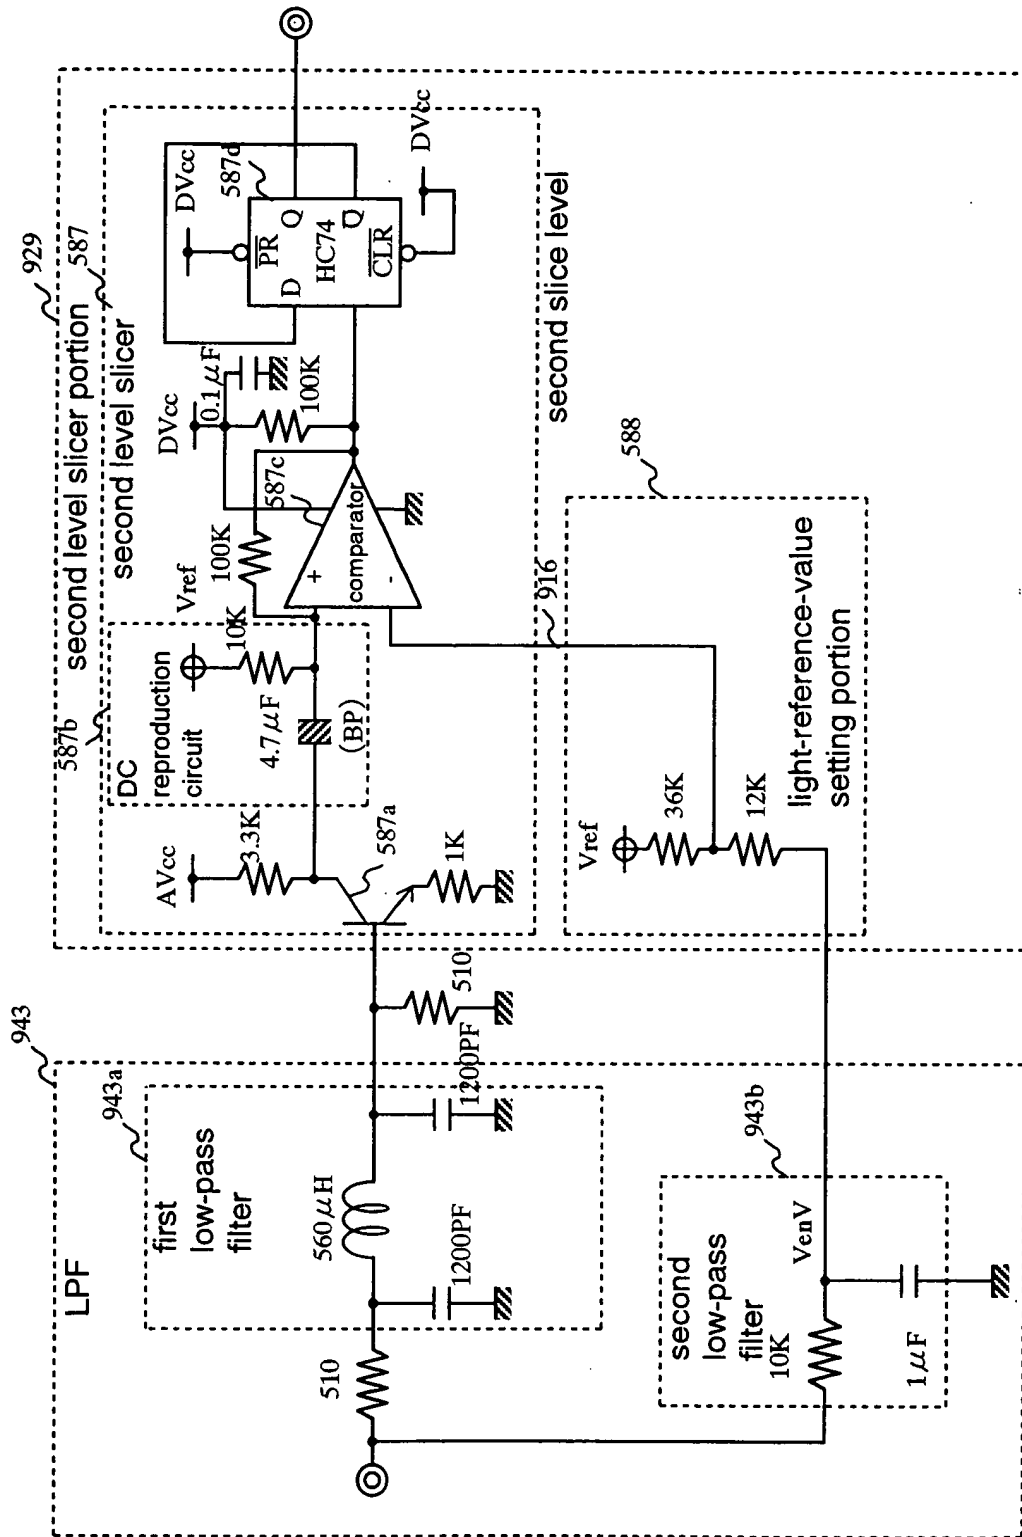 929
second level slicer portion
587
second level slicer
587b
DC
reproduction
circuit
Vref
10K
4.7μF
(BP)
AVcc
3.3K
587a
1K
100K
587c
+
-
comparator
DVcc
0.1μF
100K
DVcc
587d
PR
D
Q
HC74
Q
CLR
DVcc
second slice level
916
588
Vref
36K
12K
light-reference-value
setting portion
943
LPF
943a
first
low-pass
filter
510
560μH
1200PF
1200PF
510
943b
second
low-pass
filter
10K
VenV
1μF